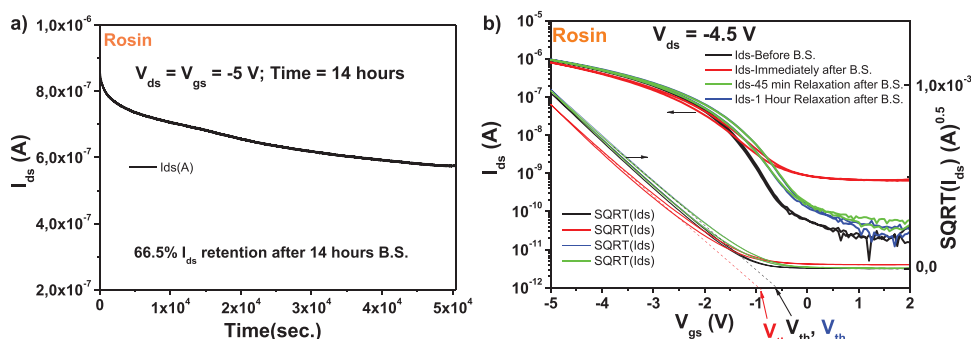 a)
Rosin
V_ds = V_gs = -5 V; Time = 14 hours
Ids(A)
66.5% I_ds retention after 14 hours B.S.
I_ds (A)
1,0x10⁻⁶
8,0x10⁻⁷
6,0x10⁻⁷
4,0x10⁻⁷
2,0x10⁻⁷
0 1x10⁴ 2x10⁴ 3x10⁴ 4x10⁴ 5x10⁴
Time(sec.)
b)
Rosin
V_ds = -4.5 V
Ids-Before B.S.
Ids-Immediately after B.S.
Ids-45 min Relaxation after B.S.
Ids-1 Hour Relaxation after B.S.
SQRT(Ids)
SQRT(Ids)
SQRT(Ids)
SQRT(Ids)
I_ds (A)
10⁻⁵
10⁻⁶
10⁻⁷
10⁻⁸
10⁻⁹
10⁻¹⁰
10⁻¹¹
10⁻¹²
-5 -4 -3 -2 -1 0 1 2
V_gs (V)
V_th, V_th
1,0x10⁻³
0,0
SQRT(I_ds) (A)^0.5